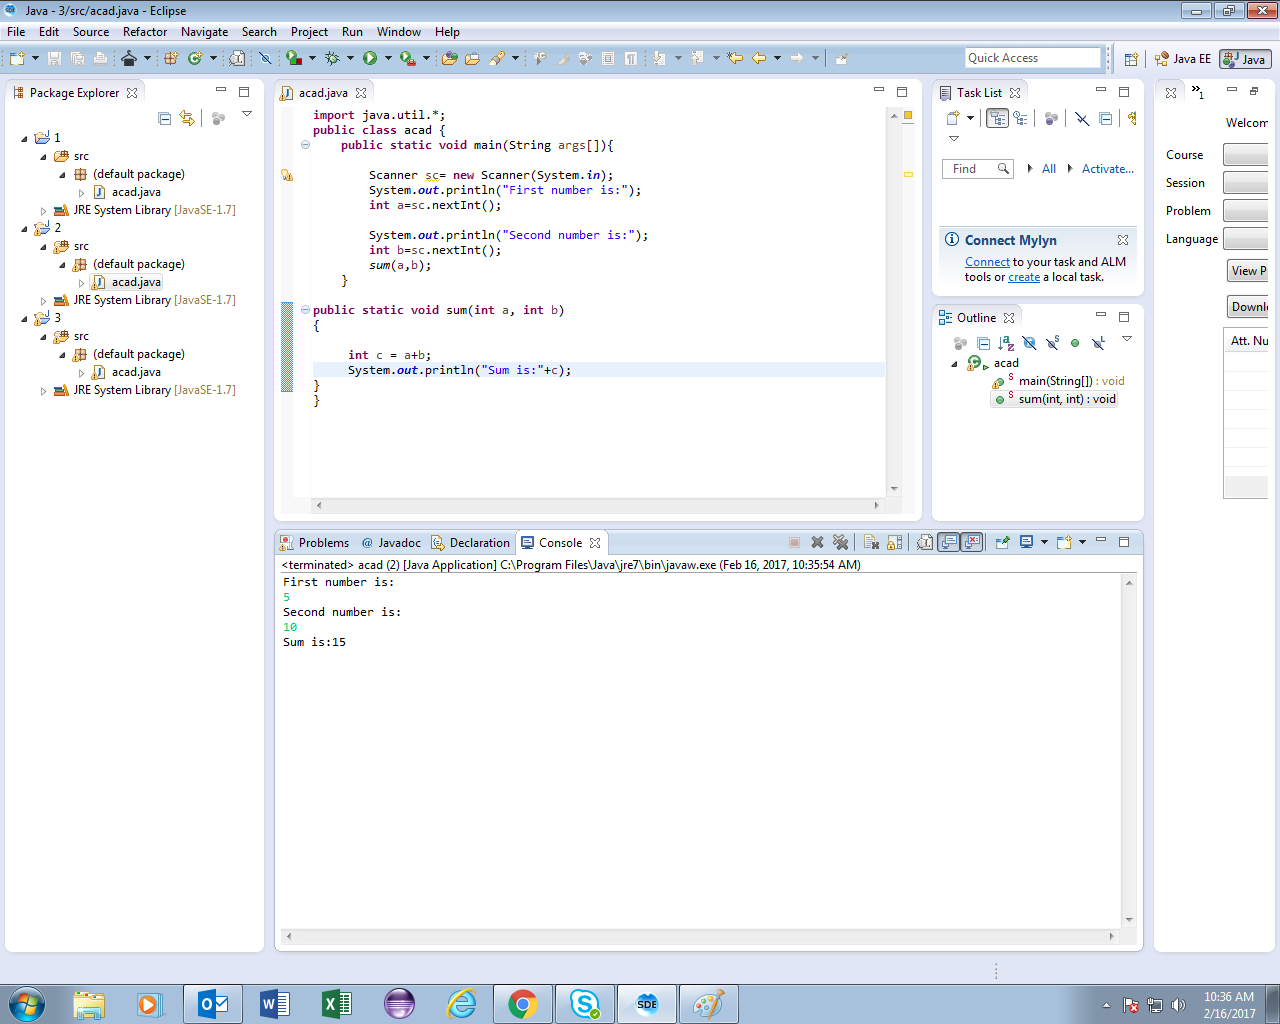 Java - 3/src/acad.java - Eclipse
File Edit Source Refactor Navigate Search Project Run Window Help
Quick Access
Java EE
Java
Package Explorer
1
src
(default package)
acad.java
JRE System Library [JavaSE-1.7]
2
src
(default package)
acad.java
JRE System Library [JavaSE-1.7]
3
src
(default package)
acad.java
JRE System Library [JavaSE-1.7]
acad.java
import java.util.*;
public class acad {
public static void main(String args[]){
Scanner sc= new Scanner(System.in);
System.out.println("First number is:");
int a=sc.nextInt();
System.out.println("Second number is:");
int b=sc.nextInt();
sum(a,b);
}
public static void sum(int a, int b)
{
int c = a+b;
System.out.println("Sum is:"+c);
}
}
Task List
Find
All
Activate...
Connect Mylyn
Connect to your task and ALM
tools or create a local task.
Outline
acad
main(String[]) : void
sum(int, int) : void
1
Welcom
Course
Session
Problem
Language
View P
Downlo
Att. Nu
Problems @ Javadoc Declaration Console
<terminated> acad (2) [Java Application] C:\Program Files\Java\jre7\bin\javaw.exe (Feb 16, 2017, 10:35:54 AM)
First number is:
5
Second number is:
10
Sum is:15
SDE
10:36 AM
2/16/2017